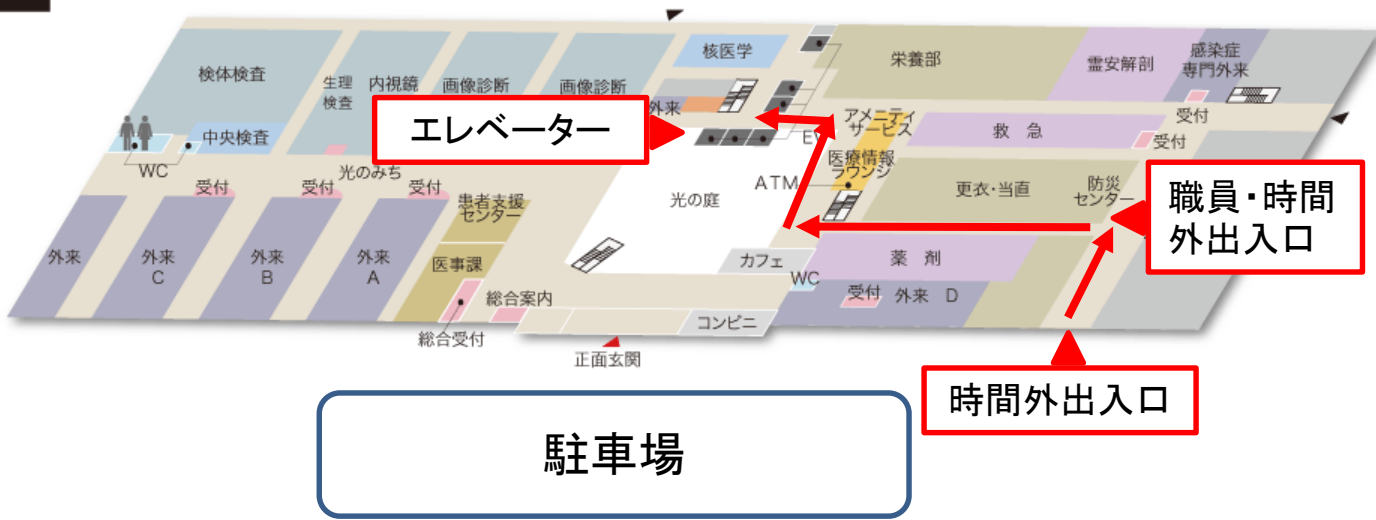 核医学
栄養部
霊安解剖
感染症
専門外来
検体検査
生理
検査
内視鏡
画像診断
画像診断
外来
エレベーター
EV
アメニティ
サービス
救 急
受付
受付
中央検査
WC
光のみち
受付
受付
受付
医療情報
ラウンジ
ATM
更衣・当直
防災
センター
職員・時間
外出入口
患者支援
センター
光の庭
外来
外来
C
外来
B
外来
A
医事課
カフェ
薬 剤
WC
受付
外来 D
総合案内
総合受付
コンビニ
正面玄関
時間外出入口
駐車場